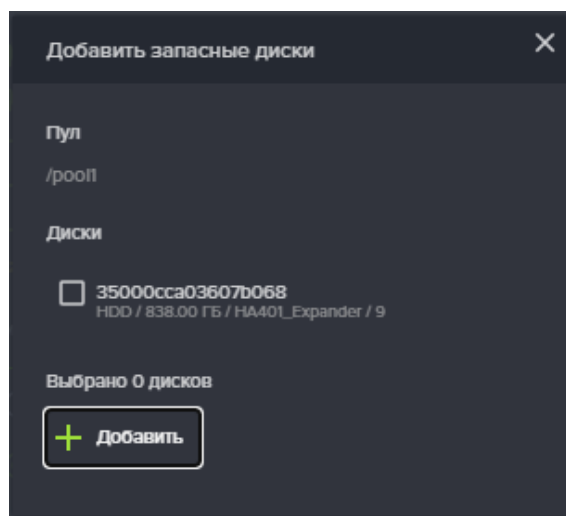 Добавить запасные диски
Пул
/pool1
Диски
35000cca03607b068
HDD / 838.00 ГБ / HA401_Expander / 9
Выбрано 0 дисков
Добавить